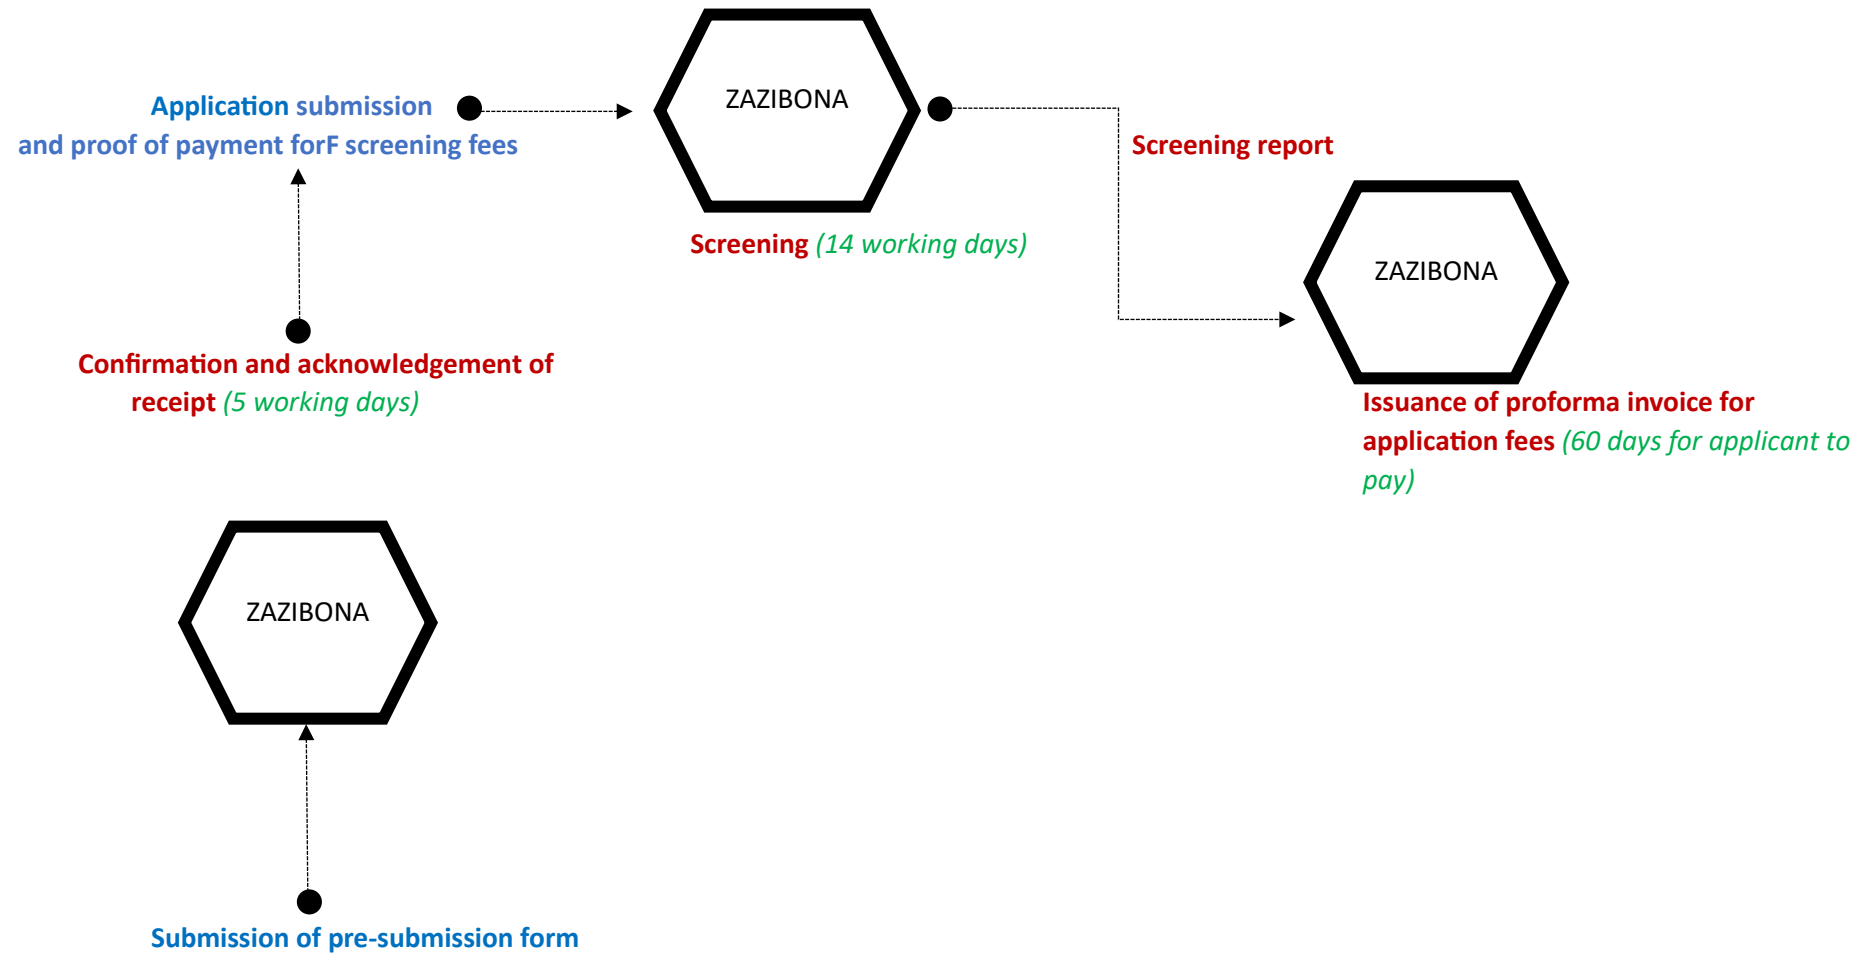 ZAZIBONA
Application submission
and proof of payment forF screening fees
Screening report
Screening (14 working days)
ZAZIBONA
Confirmation and acknowledgement of
receipt (5 working days)
Issuance of proforma invoice for
application fees (60 days for applicant to
pay)
ZAZIBONA
Submission of pre-submission form